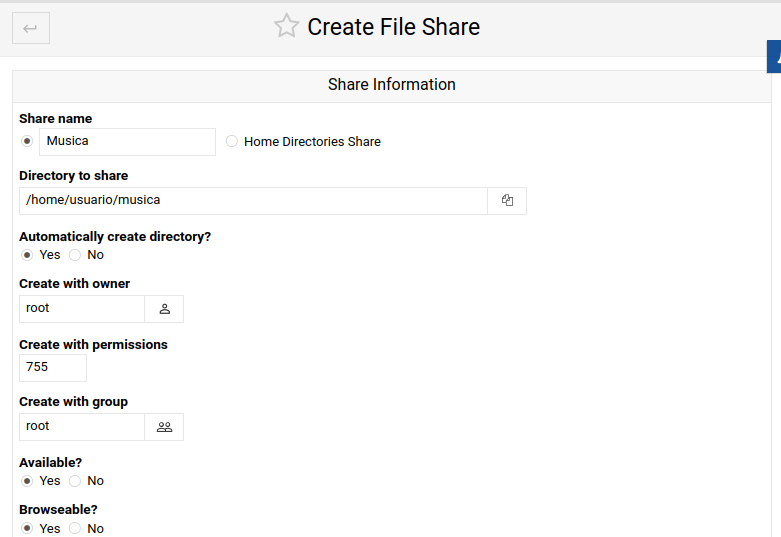 Create File Share
Share Information
Share name
Musica Home Directories Share
Directory to share
/home/usuario/musica
Automatically create directory?
Yes No
Create with owner
root
Create with permissions
755
Create with group
root
Available?
Yes No
Browseable?
Yes No